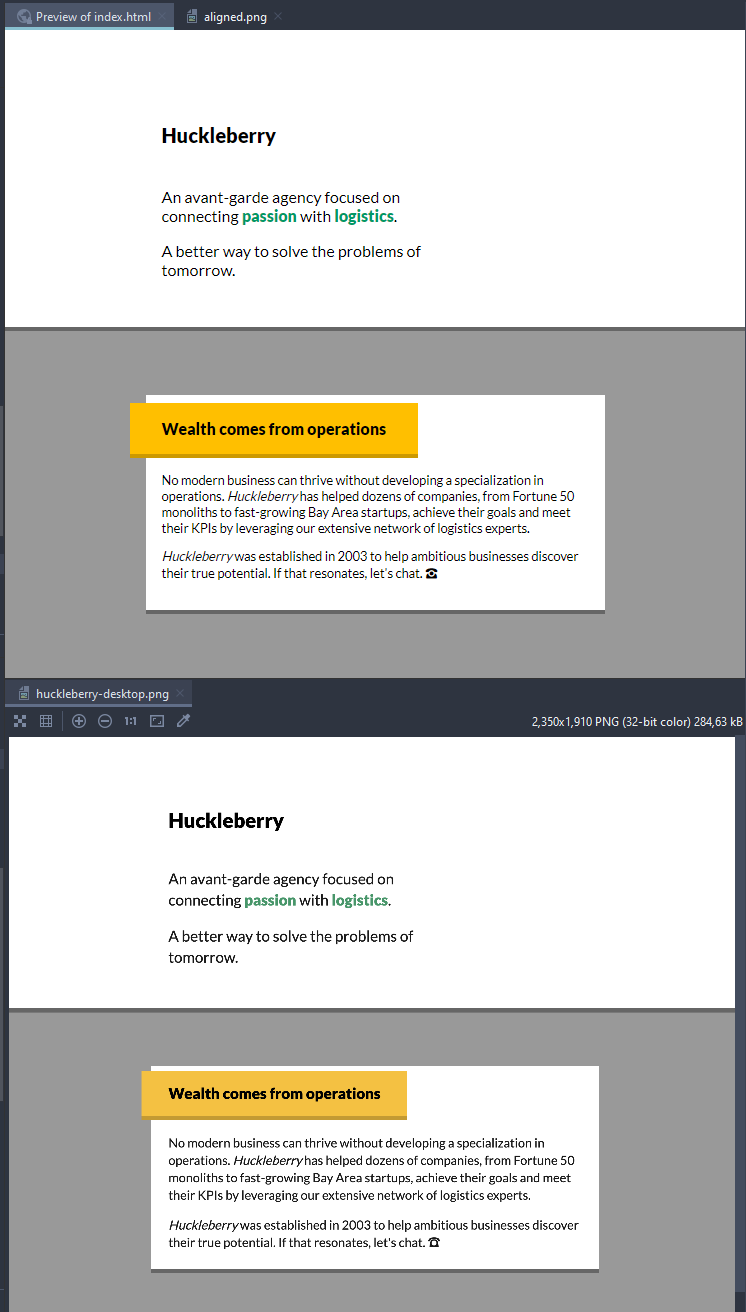 Preview of index.html
aligned.png
Huckleberry
An avant-garde agency focused on
connecting passion with logistics.
A better way to solve the problems of
tomorrow.
Wealth comes from operations
No modern business can thrive without developing a specialization in
operations. Huckleberry has helped dozens of companies, from Fortune 50
monoliths to fast-growing Bay Area startups, achieve their goals and meet
their KPIs by leveraging our extensive network of logistics experts.
Huckleberry was established in 2003 to help ambitious businesses discover
their true potential. If that resonates, let's chat. ☎
huckleberry-desktop.png
1:1
2,350x1,910 PNG (32-bit color) 284,63 kB
Huckleberry
An avant-garde agency focused on
connecting passion with logistics.
A better way to solve the problems of
tomorrow.
Wealth comes from operations
No modern business can thrive without developing a specialization in
operations. Huckleberry has helped dozens of companies, from Fortune 50
monoliths to fast-growing Bay Area startups, achieve their goals and meet
their KPIs by leveraging our extensive network of logistics experts.
Huckleberry was established in 2003 to help ambitious businesses discover
their true potential. If that resonates, let's chat. ☎